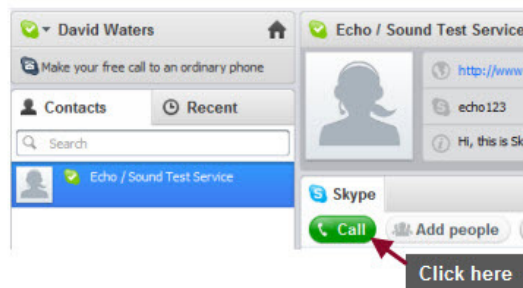 David Waters
Make your free call to an ordinary phone
Contacts
Recent
Search
Echo / Sound Test Service
Echo / Sound Test Service
http://www
echo123
Hi, this is Sk
Skype
Call
Add people
Click here